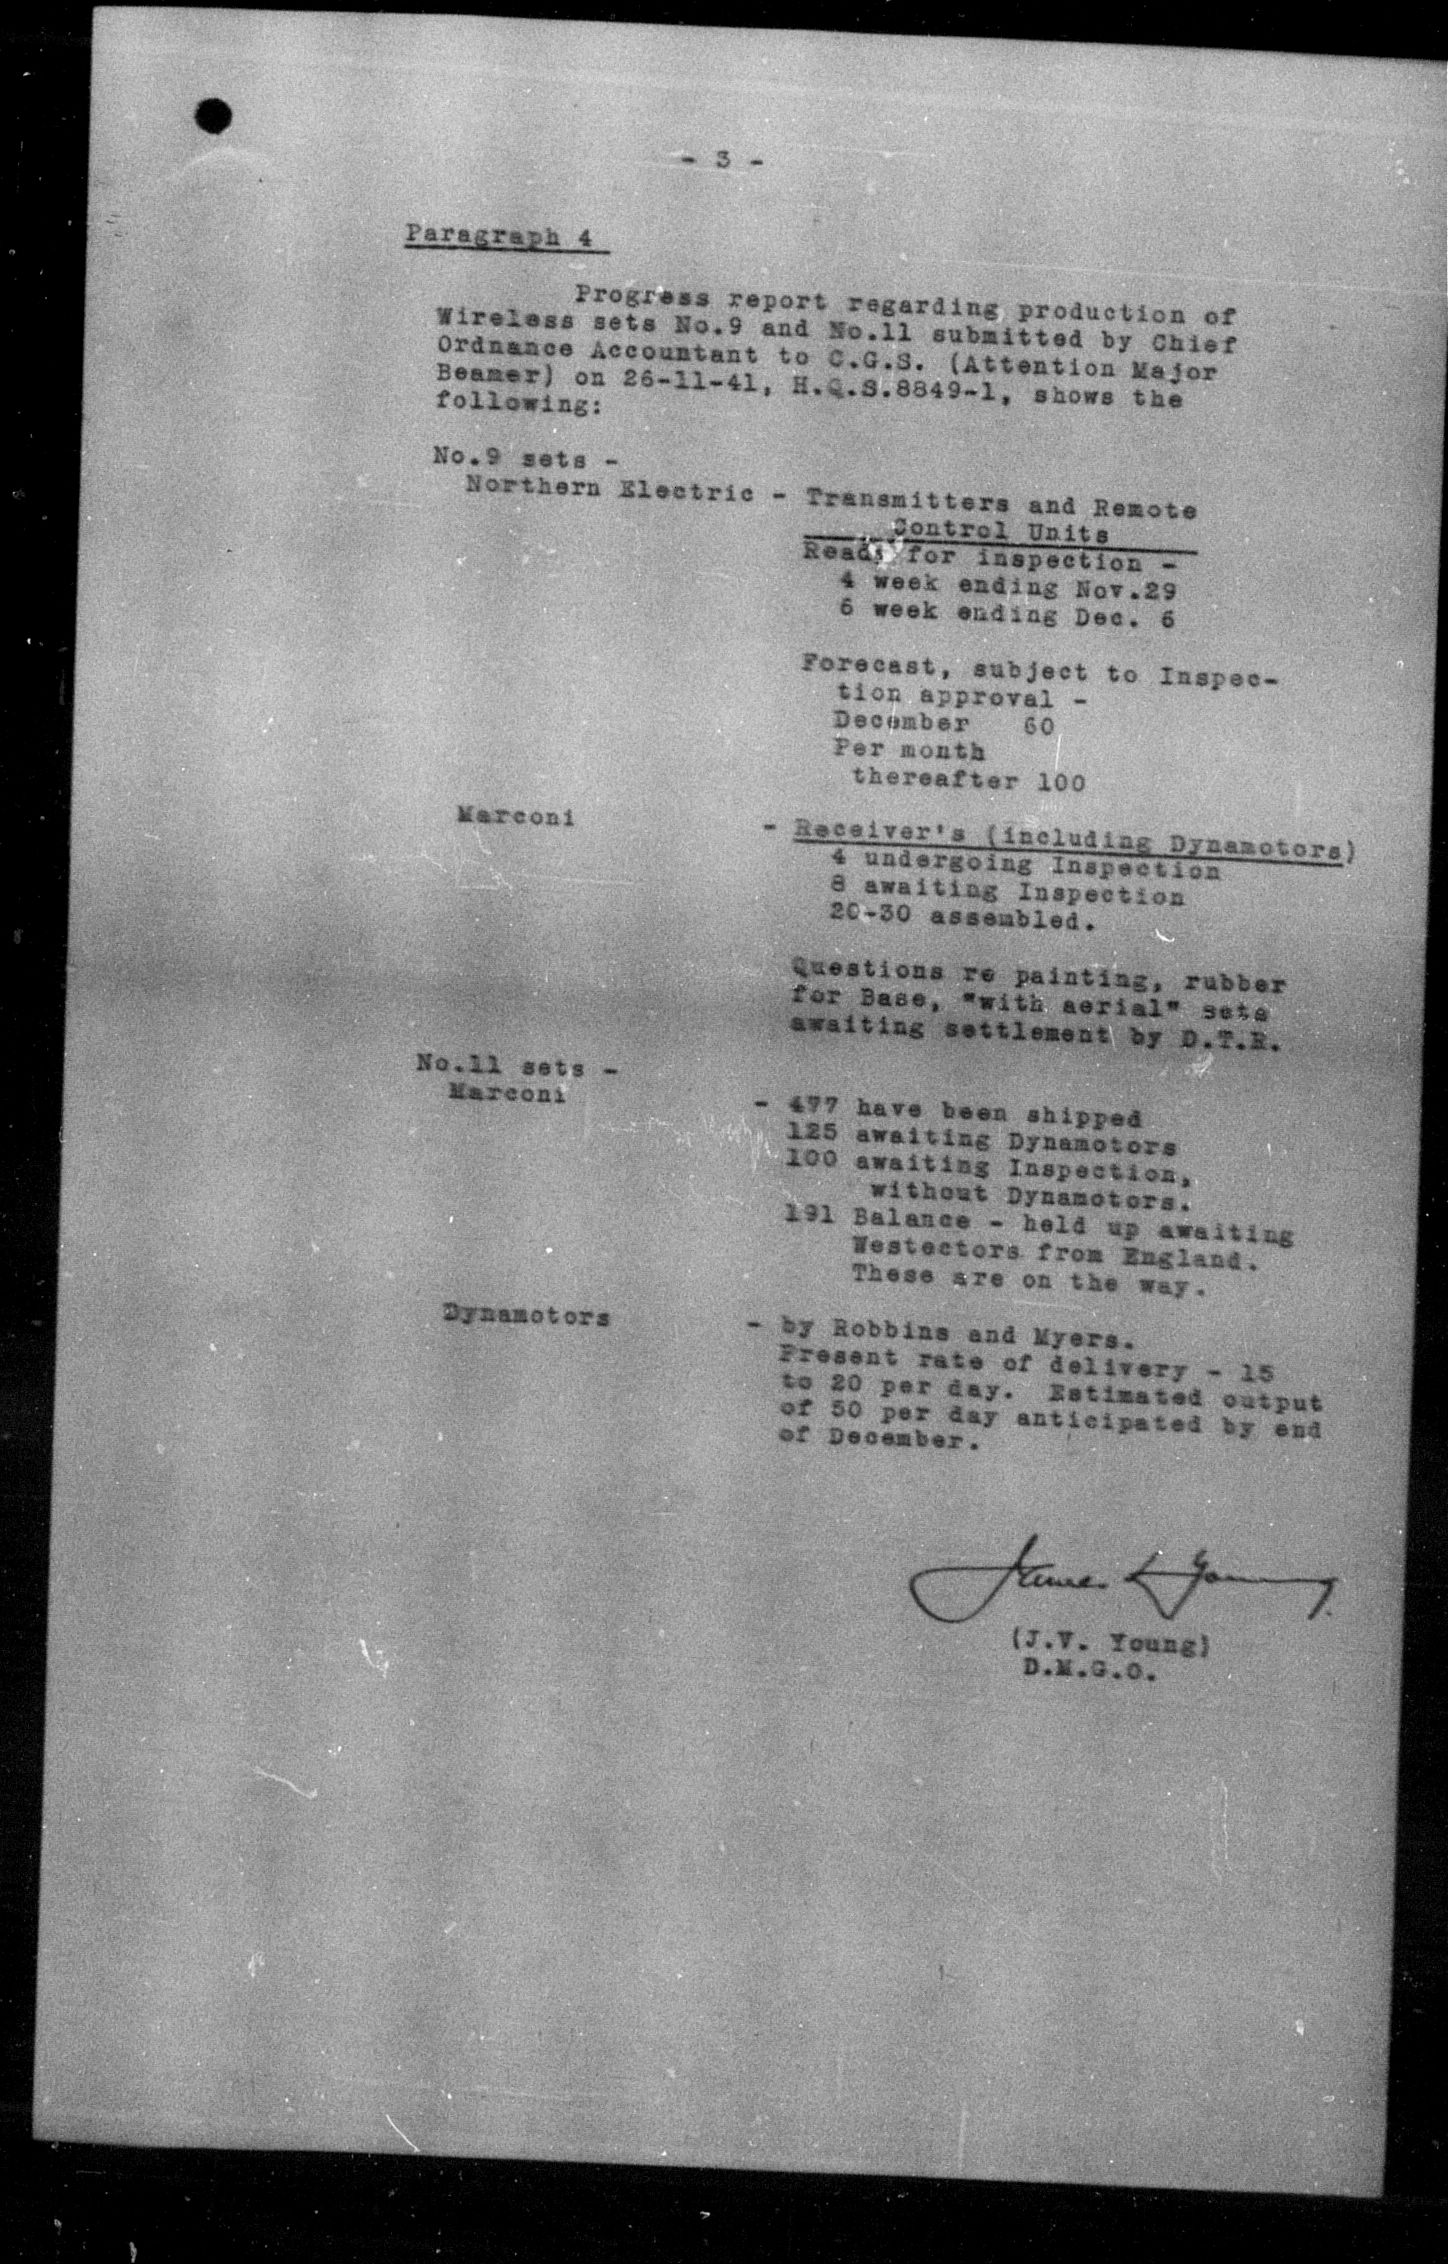 - 3 -
Paragraph 4
Progress report regarding production of
Wireless sets No.9 and No.11 submitted by Chief
Ordnance Accountant to C.G.S. (Attention Major
Beamer) on 26-11-41, H.Q.S.8849-1, shows the
following:
No.9 sets -
Northern Electric - Transmitters and Remote
Control Units
Ready for inspection -
4 week ending Nov.29
6 week ending Dec. 6
Forecast, subject to Inspec-
tion approval -
December 60
Per month
thereafter 100
Marconi - Receiver's (including Dynamotors)
4 undergoing Inspection
8 awaiting Inspection
20-30 assembled.
Questions re painting, rubber
for Base, "with aerial" sets
awaiting settlement by D.T.R.
No.11 sets -
Marconi - 477 have been shipped
125 awaiting Dynamotors
100 awaiting Inspection,
without Dynamotors.
191 Balance - held up awaiting
Westectors from England.
These are on the way.
Dynamotors - by Robbins and Myers.
Present rate of delivery - 15
to 20 per day. Estimated output
of 50 per day anticipated by end
of December.
James V Young
(J.V. Young)
D.M.G.O.